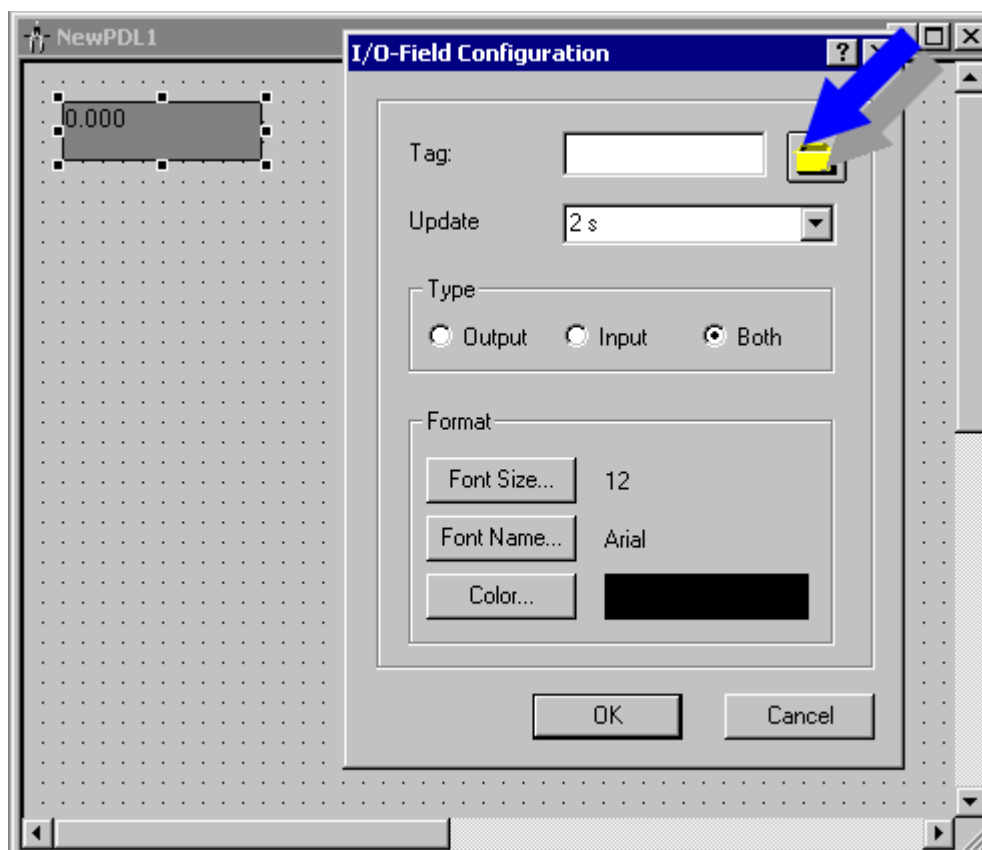 NewPDL1
I/O-Field Configuration
0.000
Tag:
Update
2 s
Type
Output
Input
Both
Format
Font Size...
12
Font Name...
Arial
Color...
OK
Cancel